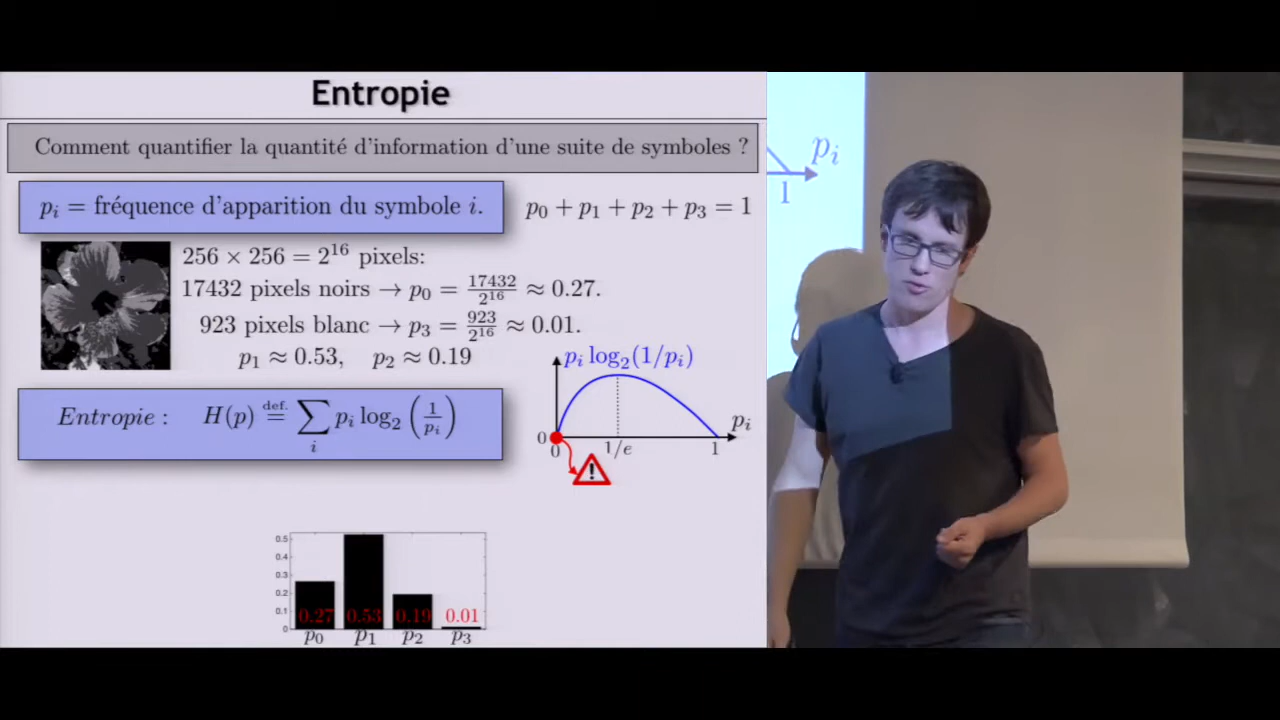 Entropie
Comment quantifier la quantité d'information d'une suite de symboles ?
p_i = fréquence d'apparition du symbole i.
p_0 + p_1 + p_2 + p_3 = 1
256 × 256 = 2^16 pixels:
17432 pixels noirs → p_0 = 17432/2^16 ≈ 0.27.
923 pixels blanc → p_3 = 923/2^16 ≈ 0.01.
p_1 ≈ 0.53, p_2 ≈ 0.19
Entropie : H(p) def. = ∑_i p_i log_2 (1/p_i)
p_i log_2(1/p_i)
p_i
0
0 1/e 1
!
0.5
0.4
0.3
0.2
0.1
0
0.27 0.53 0.19 0.01
p_0 p_1 p_2 p_3
p_i
1